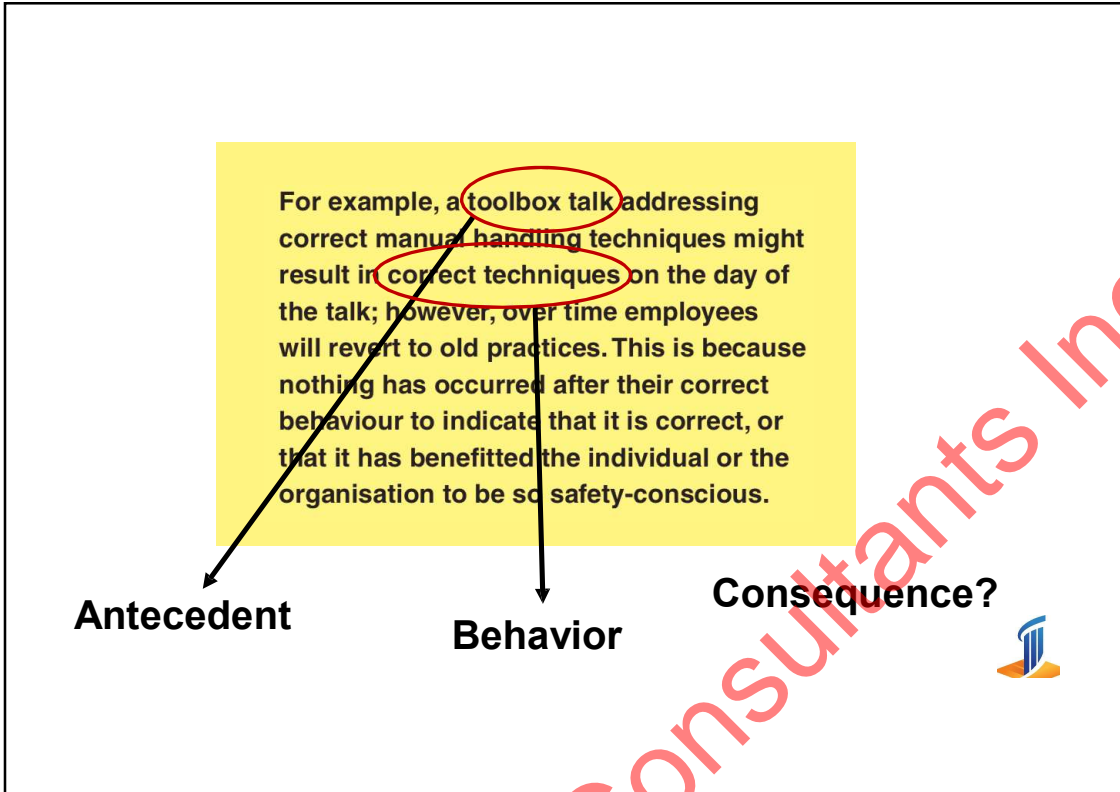 For example, a toolbox talk addressing
correct manual handling techniques might
result in correct techniques on the day of
the talk; however, over time employees
will revert to old practices. This is because
nothing has occurred after their correct
behaviour to indicate that it is correct, or
that it has benefitted the individual or the
organisation to be so safety-conscious.
Antecedent
Behavior
Consequence?
Consultants Inc